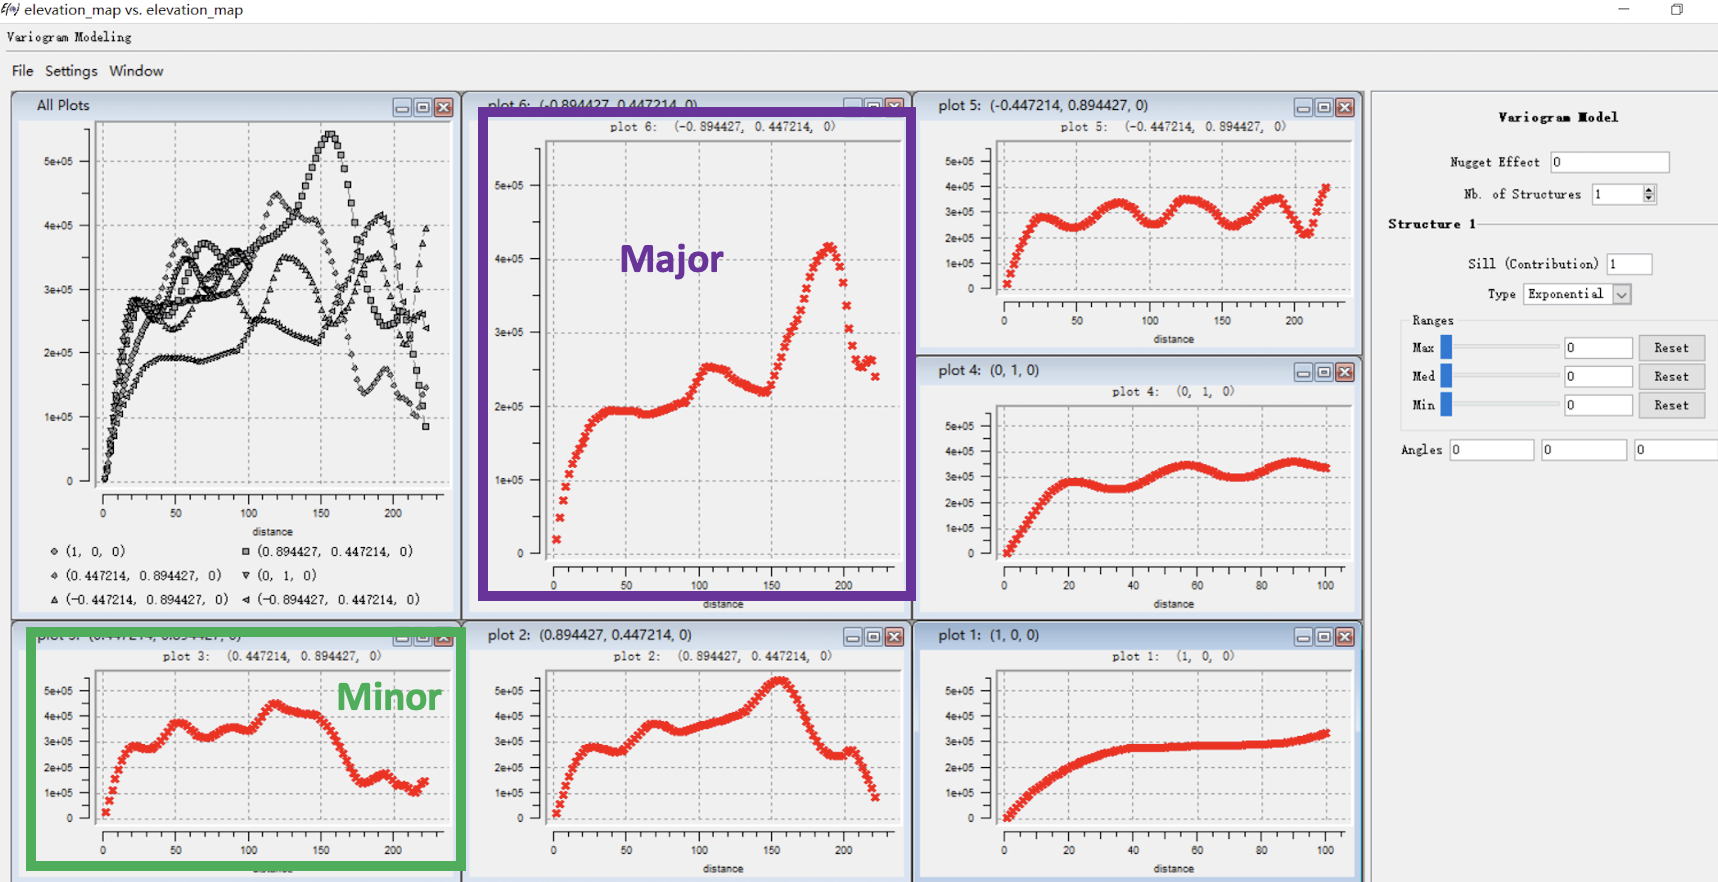 E(m) elevation_map vs. elevation_map
Variogram Modeling
File Settings Window
All Plots
5e+05
4e+05
3e+05
2e+05
1e+05
0
0 50 100 150 200
distance
(1, 0, 0) (0.894427, 0.447214, 0)
(0.447214, 0.894427, 0) (0, 1, 0)
(-0.447214, 0.894427, 0) (-0.894427, 0.447214, 0)
plot 6: (-0.894427, 0.447214, 0)
plot 6: (-0.894427, 0.447214, 0)
Major
5e+05
4e+05
3e+05
2e+05
1e+05
0
0 50 100 150 200
distance
plot 5: (-0.447214, 0.894427, 0)
plot 5: (-0.447214, 0.894427, 0)
5e+05
4e+05
3e+05
2e+05
1e+05
0
0 50 100 150 200
distance
plot 4: (0, 1, 0)
plot 4: (0, 1, 0)
5e+05
4e+05
3e+05
2e+05
1e+05
0
0 20 40 60 80 100
distance
plot 3: (0.447214, 0.894427, 0)
plot 3: (0.447214, 0.894427, 0)
Minor
5e+05
4e+05
3e+05
2e+05
1e+05
0
0 50 100 150 200
distance
plot 2: (0.894427, 0.447214, 0)
plot 2: (0.894427, 0.447214, 0)
5e+05
4e+05
3e+05
2e+05
1e+05
0
0 50 100 150 200
distance
plot 1: (1, 0, 0)
plot 1: (1, 0, 0)
5e+05
4e+05
3e+05
2e+05
1e+05
0
0 20 40 60 80 100
distance
Variogram Model
Nugget Effect 0
Nb. of Structures 1
Structure 1
Sill (Contribution) 1
Type Exponential
Ranges
Max 0 Reset
Med 0 Reset
Min 0 Reset
Angles 0 0 0